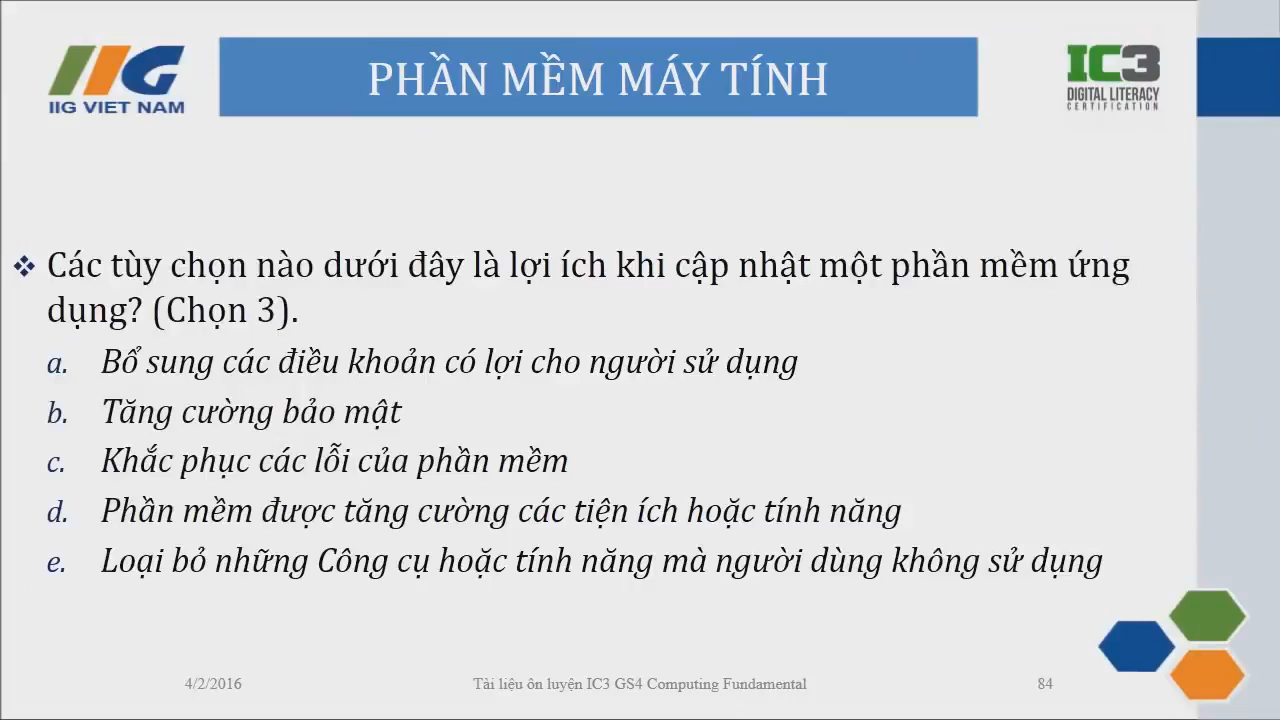 IIG VIET NAM
PHẦN MỀM MÁY TÍNH
IC3
DIGITAL LITERACY
CERTIFICATION
❖ Các tùy chọn nào dưới đây là lợi ích khi cập nhật một phần mềm ứng
dụng? (Chọn 3).
a. Bổ sung các điều khoản có lợi cho người sử dụng
b. Tăng cường bảo mật
c. Khắc phục các lỗi của phần mềm
d. Phần mềm được tăng cường các tiện ích hoặc tính năng
e. Loại bỏ những Công cụ hoặc tính năng mà người dùng không sử dụng
4/2/2016
Tài liệu ôn luyện IC3 GS4 Computing Fundamental
84